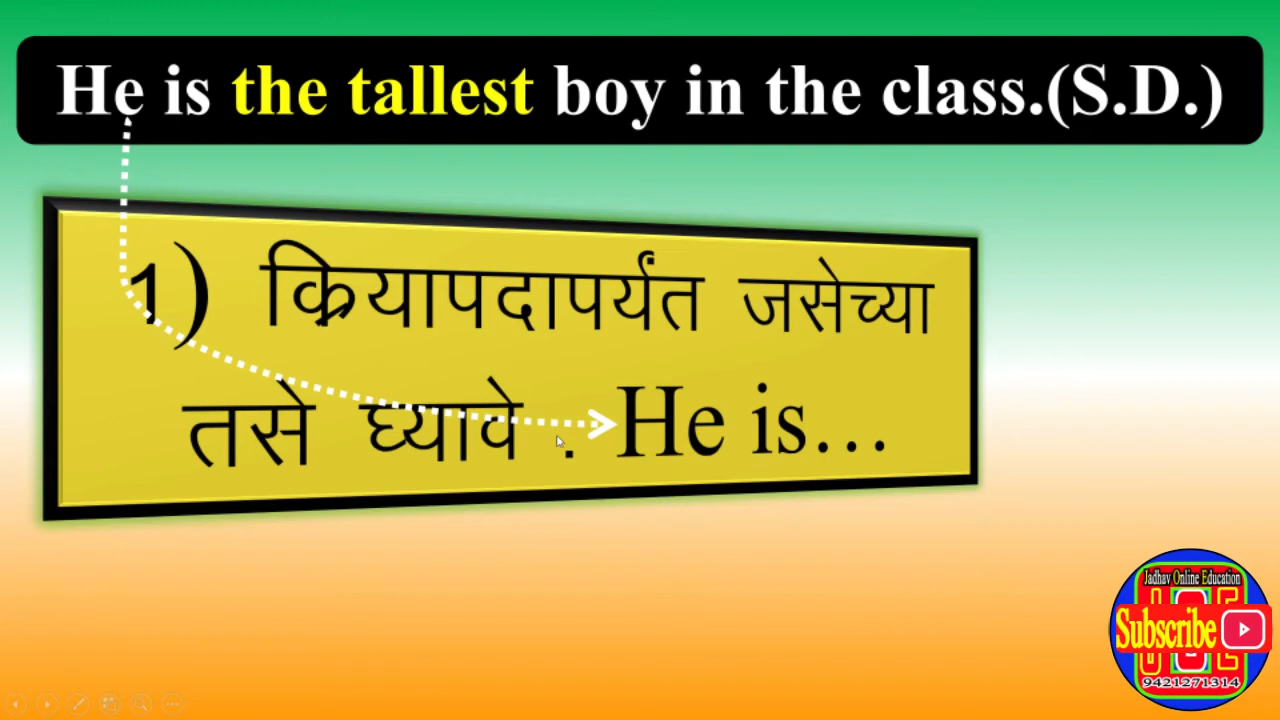 He is the tallest boy in the class.(S.D.)
1) क्रियापदापर्यंत जसेच्या
तसे घ्यावे . He is...
Jadhav Online Education
Subscribe
9421271314